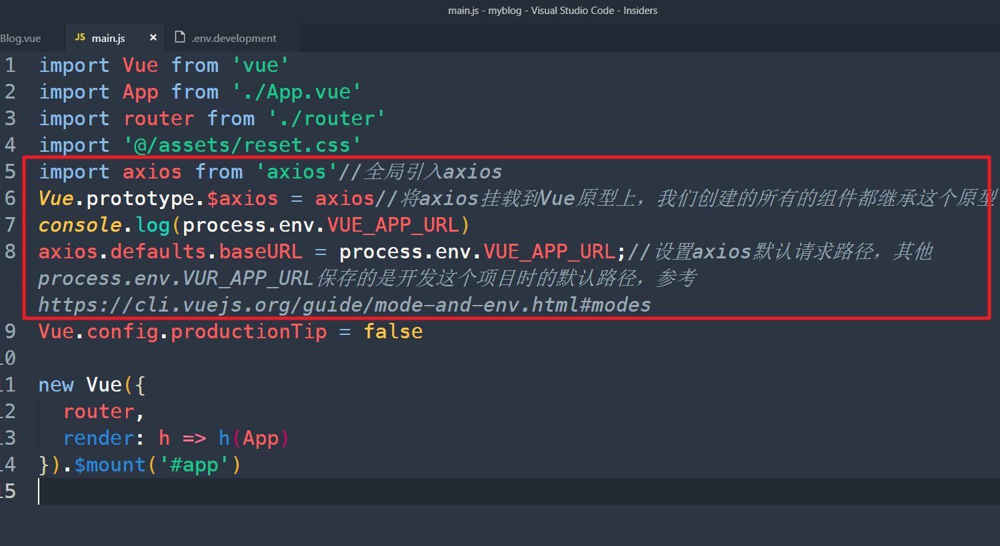 main.js - myblog - Visual Studio Code - Insiders
Blog.vue JS main.js × .env.development
1 import Vue from 'vue'
2 import App from './App.vue'
3 import router from './router'
4 import '@/assets/reset.css'
5 import axios from 'axios'//全局引入axios
6 Vue.prototype.$axios = axios//将axios挂载到Vue原型上，我们创建的所有的组件都继承这个原型
7 console.log(process.env.VUE_APP_URL)
8 axios.defaults.baseURL = process.env.VUE_APP_URL;//设置axios默认请求路径，其他
process.env.VUR_APP_URL保存的是开发这个项目时的默认路径，参考
https://cli.vuejs.org/guide/mode-and-env.html#modes
9 Vue.config.productionTip = false
10
11 new Vue({
12 router,
13 render: h => h(App)
14 }).$mount('#app')
15